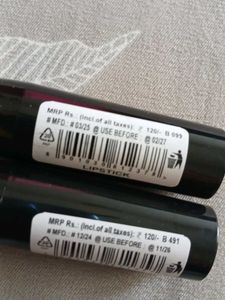 MRP Rs.: (Incl.of all taxes): ₹ 120/- B 693
# MFD.: # 03/25 @ USE BEFORE : @ 02/27
LIPSTICK
MRP Rs.: (Incl.of all taxes): ₹ 120/- B 491
# MFD.: # 12/24 @ USE BEFORE : @ 11/26